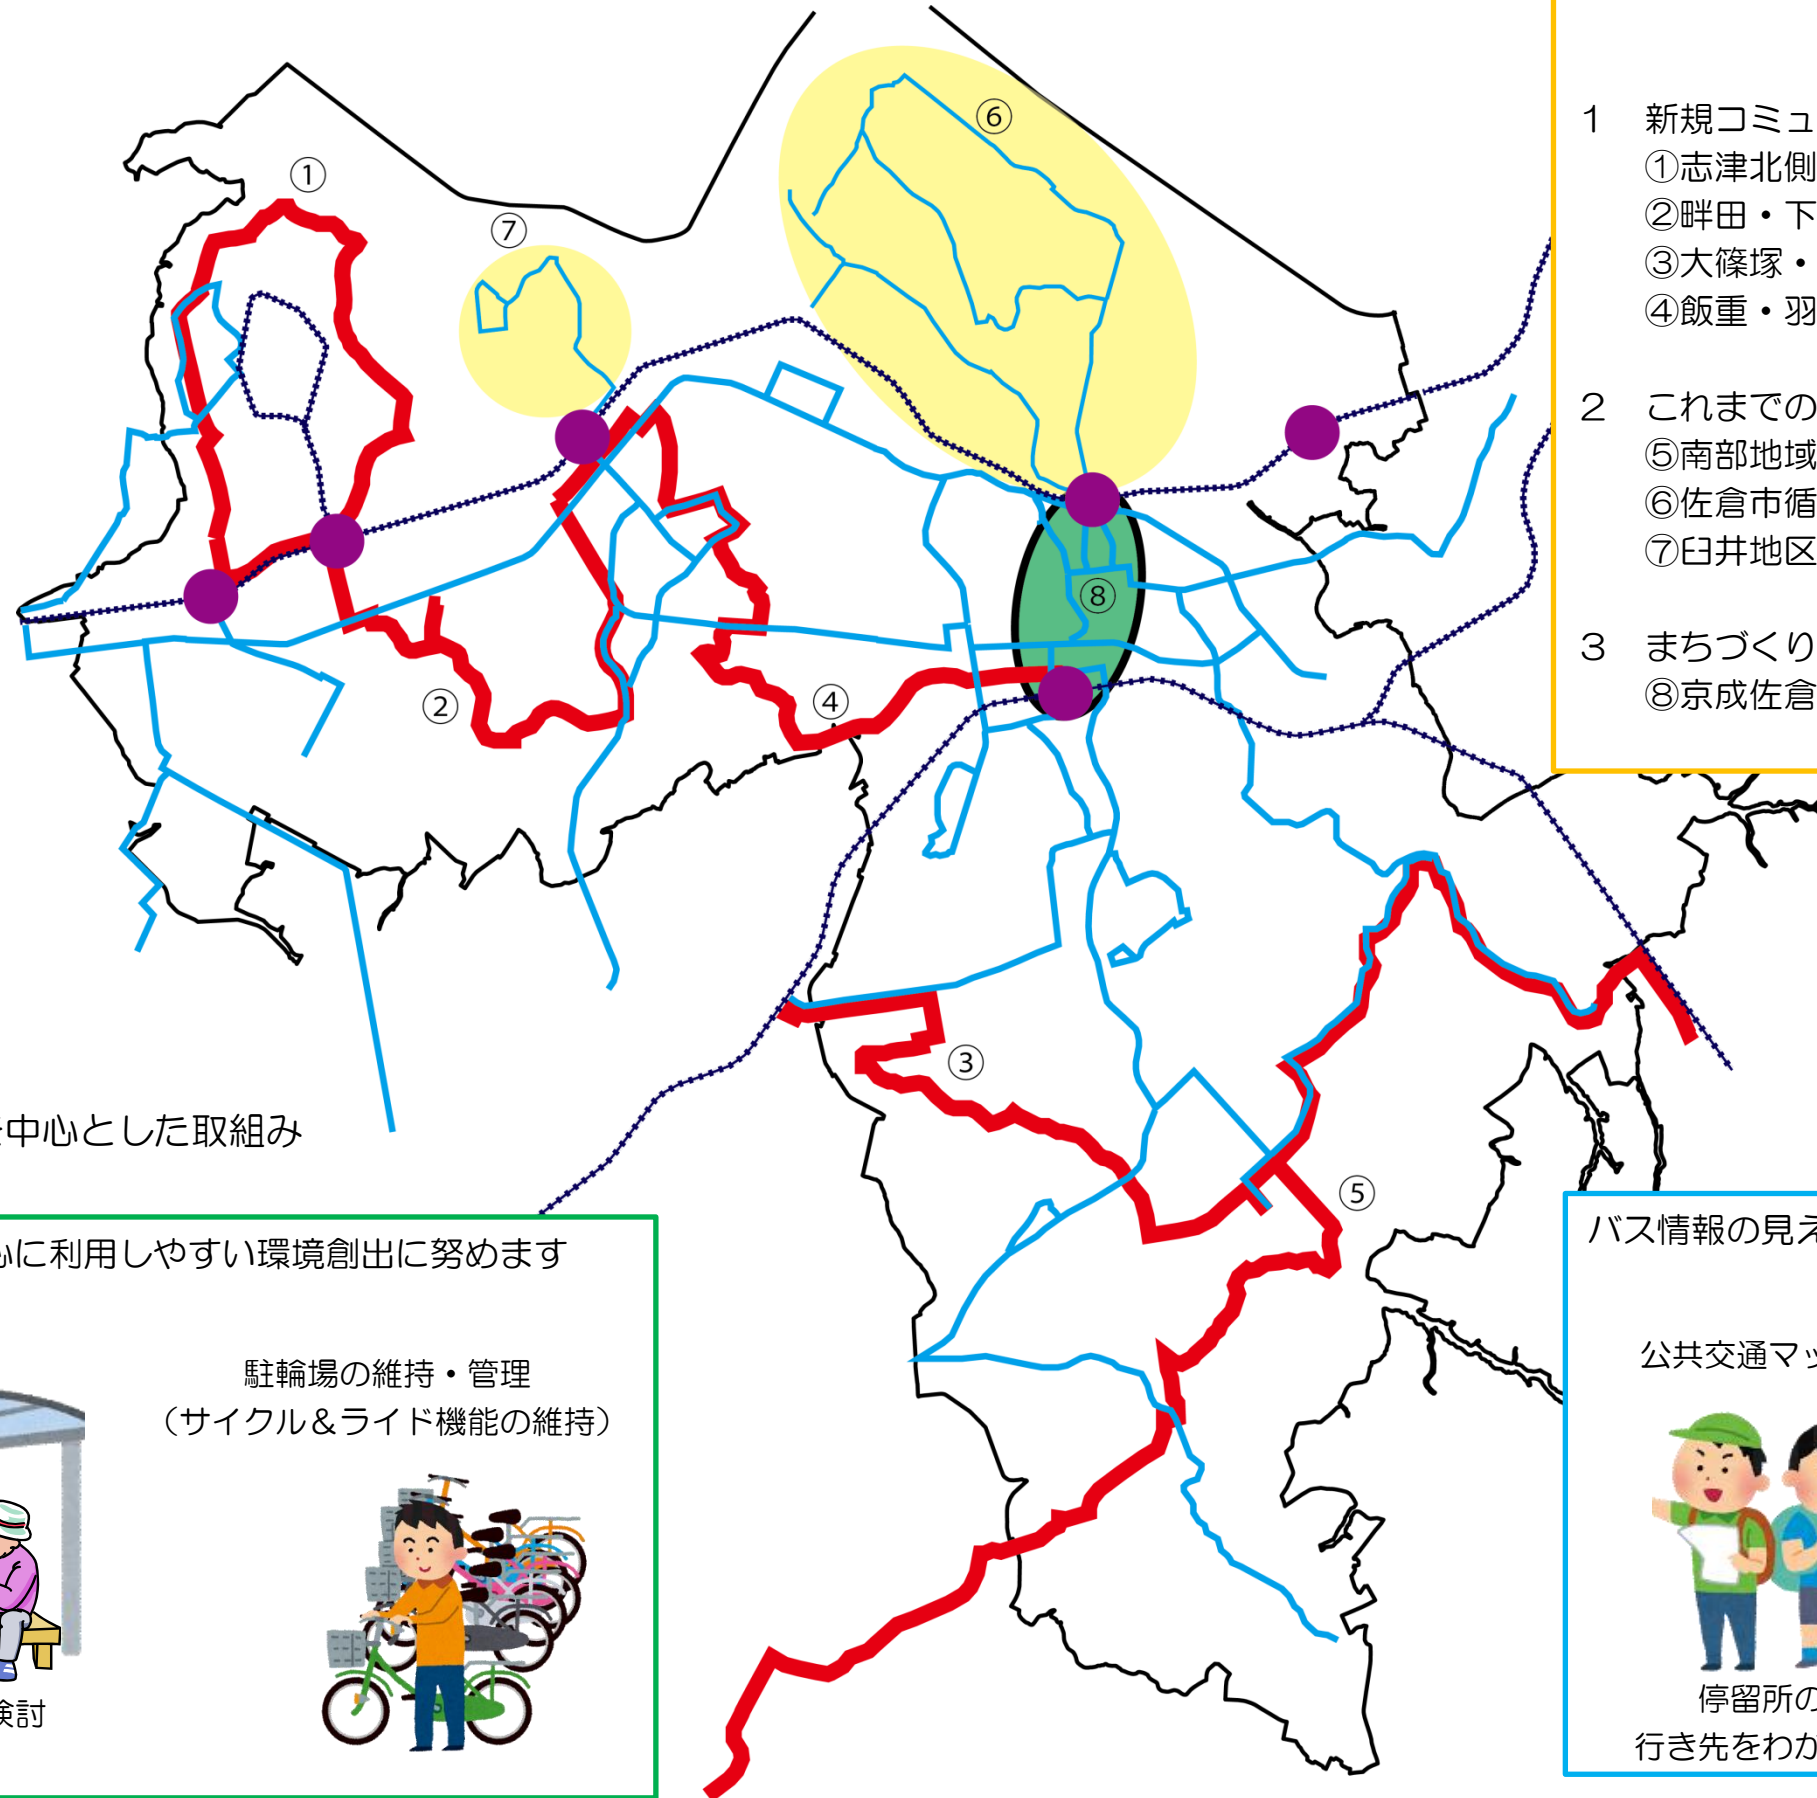 ⑥
①
⑦
⑧
②
④
③
⑤
1 新規コミュ
①志津北側
②畔田・下
③大篠塚・
④飯重・羽
2 これまでの
⑤南部地域
⑥佐倉市循
⑦臼井地区
3 まちづくり
⑧京成佐倉
中心とした取組み
に利用しやすい環境創出に努めます
駐輪場の維持・管理
（サイクル＆ライド機能の維持）
検討
バス情報の見え
公共交通マッ
停留所の
行き先をわか